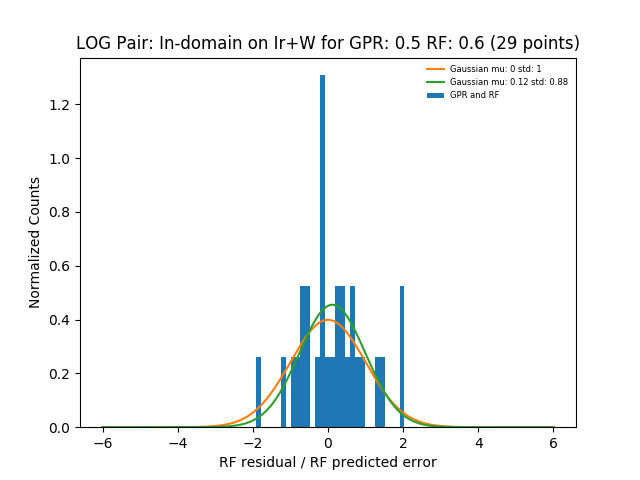 LOG Pair: In-domain on Ir+W for GPR: 0.5 RF: 0.6 (29 points)
Gaussian mu: 0 std: 1
Gaussian mu: 0.12 std: 0.88
GPR and RF
Normalized Counts
1.2
1.0
0.8
0.6
0.4
0.2
0.0
−6 −4 −2 0 2 4 6
RF residual / RF predicted error